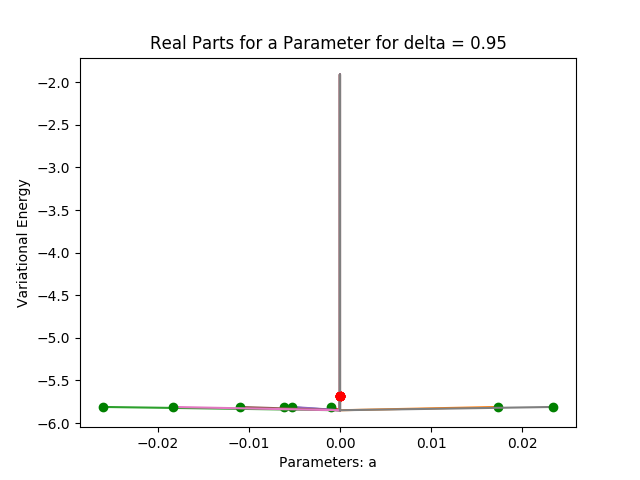 Real Parts for a Parameter for delta = 0.95
Variational Energy
−2.0
−2.5
−3.0
−3.5
−4.0
−4.5
−5.0
−5.5
−6.0
−0.02 −0.01 0.00 0.01 0.02
Parameters: a